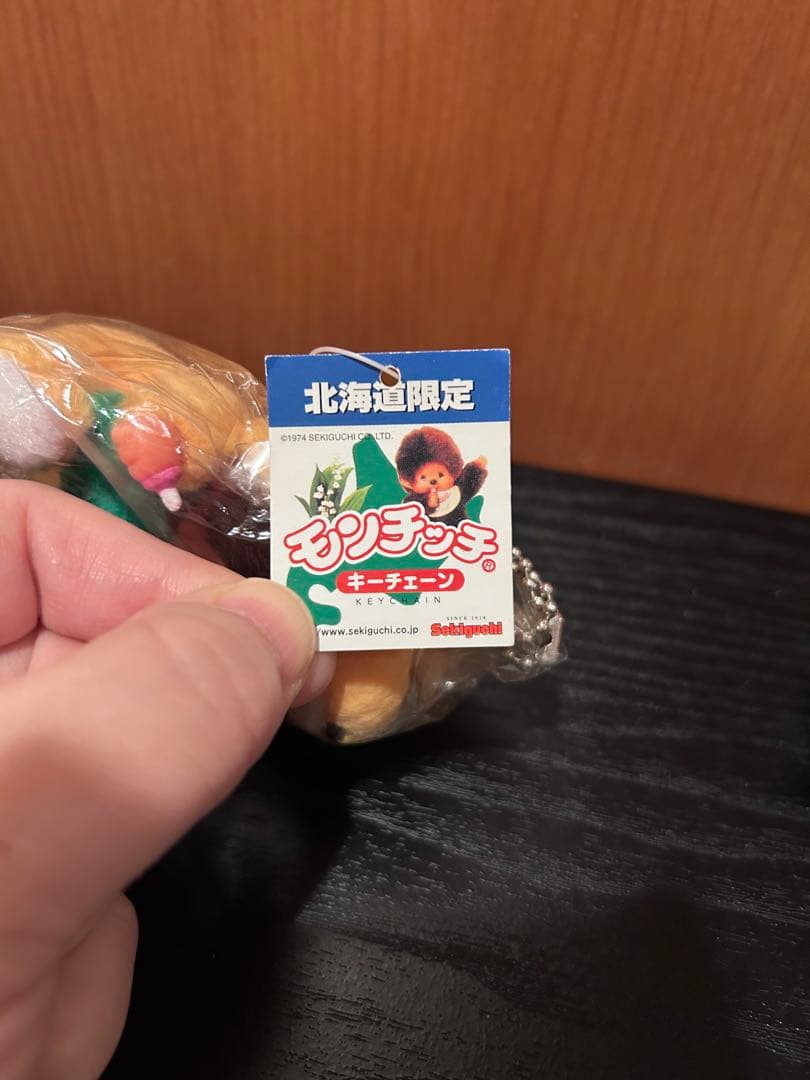 北海道限定
©1974 SEKIGUCHI CO.,LTD.
モンチッチ®
キーチェーン
KEYCHAIN
/www.sekiguchi.co.jp
SINCE 1918
Sekiguchi